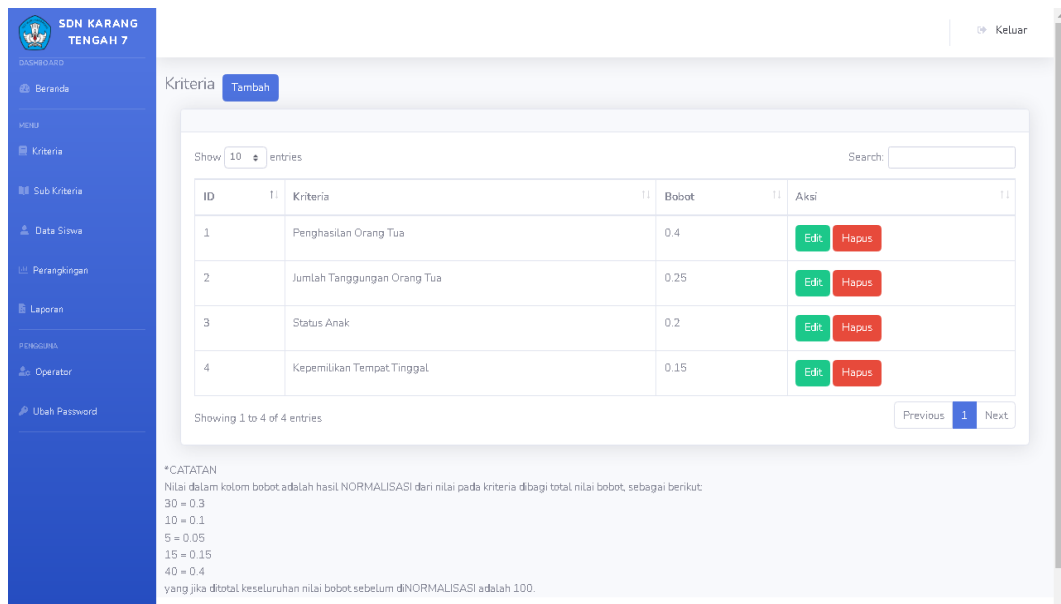 SDN KARANG
TENGAH 7
DASHBOARD
Beranda
MENU
Kriteria
Sub Kriteria
Data Siswa
Perangkingan
Laporan
PENGGUNA
Operator
Ubah Password
Keluar
Kriteria Tambah
Show 10 entries Search:
ID Kriteria Bobot Aksi
1 Penghasilan Orang Tua 0.4 Edit Hapus
2 Jumlah Tanggungan Orang Tua 0.25 Edit Hapus
3 Status Anak 0.2 Edit Hapus
4 Kepemilikan Tempat Tinggal 0.15 Edit Hapus
Showing 1 to 4 of 4 entries Previous 1 Next
*CATATAN
Nilai dalam kolom bobot adalah hasil NORMALISASI dari nilai pada kriteria dibagi total nilai bobot, sebagai berikut:
30 = 0.3
10 = 0.1
5 = 0.05
15 = 0.15
40 = 0.4
yang jika ditotal keseluruhan nilai bobot sebelum diNORMALISASI adalah 100.